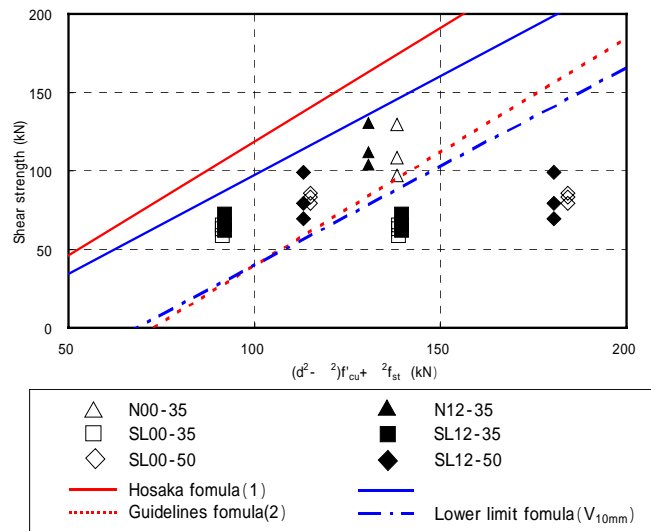 200
150
100
50
0
Shear strength (kN)
50 100 150 200
(d²- ²)f'cu+ ²fst (kN)
N00-35 N12-35
SL00-35 SL12-35
SL00-50 SL12-50
Hosaka fomula(1)
Guidelines fomula(2) Lower limit fomula(V10mm)